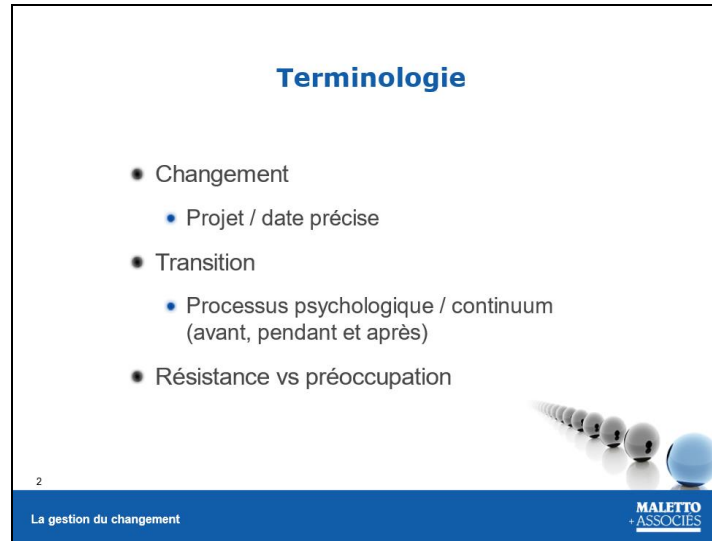 Terminologie
Changement
Projet / date précise
Transition
Processus psychologique / continuum
(avant, pendant et après)
Résistance vs préoccupation
2
La gestion du changement
MALETTO
+ ASSOCIÉS